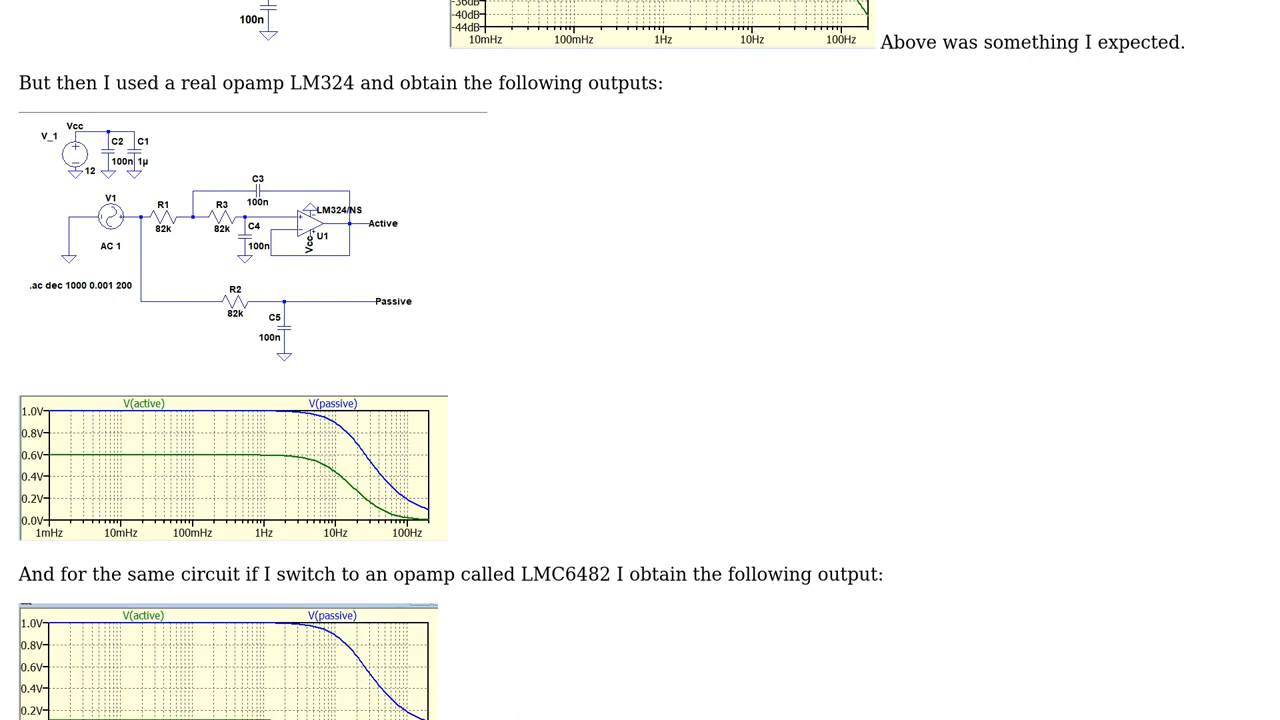 100n
-36dB
-40dB
-44dB
10mHz 100mHz 1Hz 10Hz 100Hz
Above was something I expected.
But then I used a real opamp LM324 and obtain the following outputs:
Vcc
V_1
C2 C1
100n 1µ
12
C3
100n
V1
R1 R3
LM324/NS
82k 82k
C4
U1
Vcc
Active
AC 1
100n
.ac dec 1000 0.001 200
R2
82k
Passive
C5
100n
V(active) V(passive)
1.0V
0.8V
0.6V
0.4V
0.2V
0.0V
1mHz 10mHz 100mHz 1Hz 10Hz 100Hz
And for the same circuit if I switch to an opamp called LMC6482 I obtain the following output:
V(active) V(passive)
1.0V
0.8V
0.6V
0.4V
0.2V